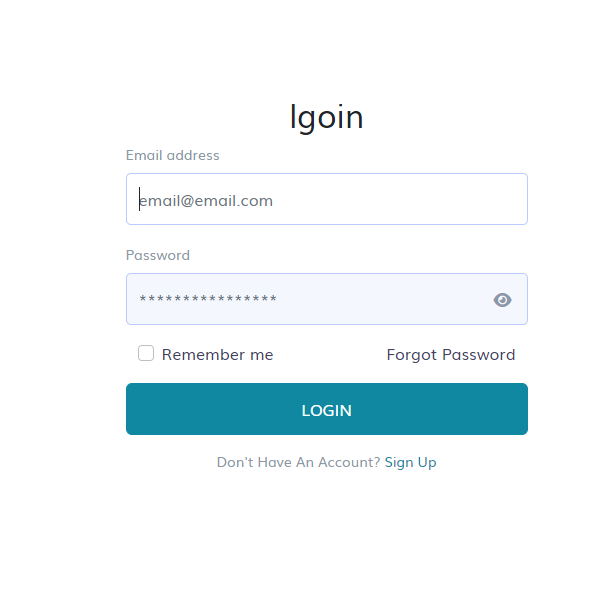 lgoin
Email address
email@email.com
Password
****************
Remember me Forgot Password
LOGIN
Don't Have An Account? Sign Up